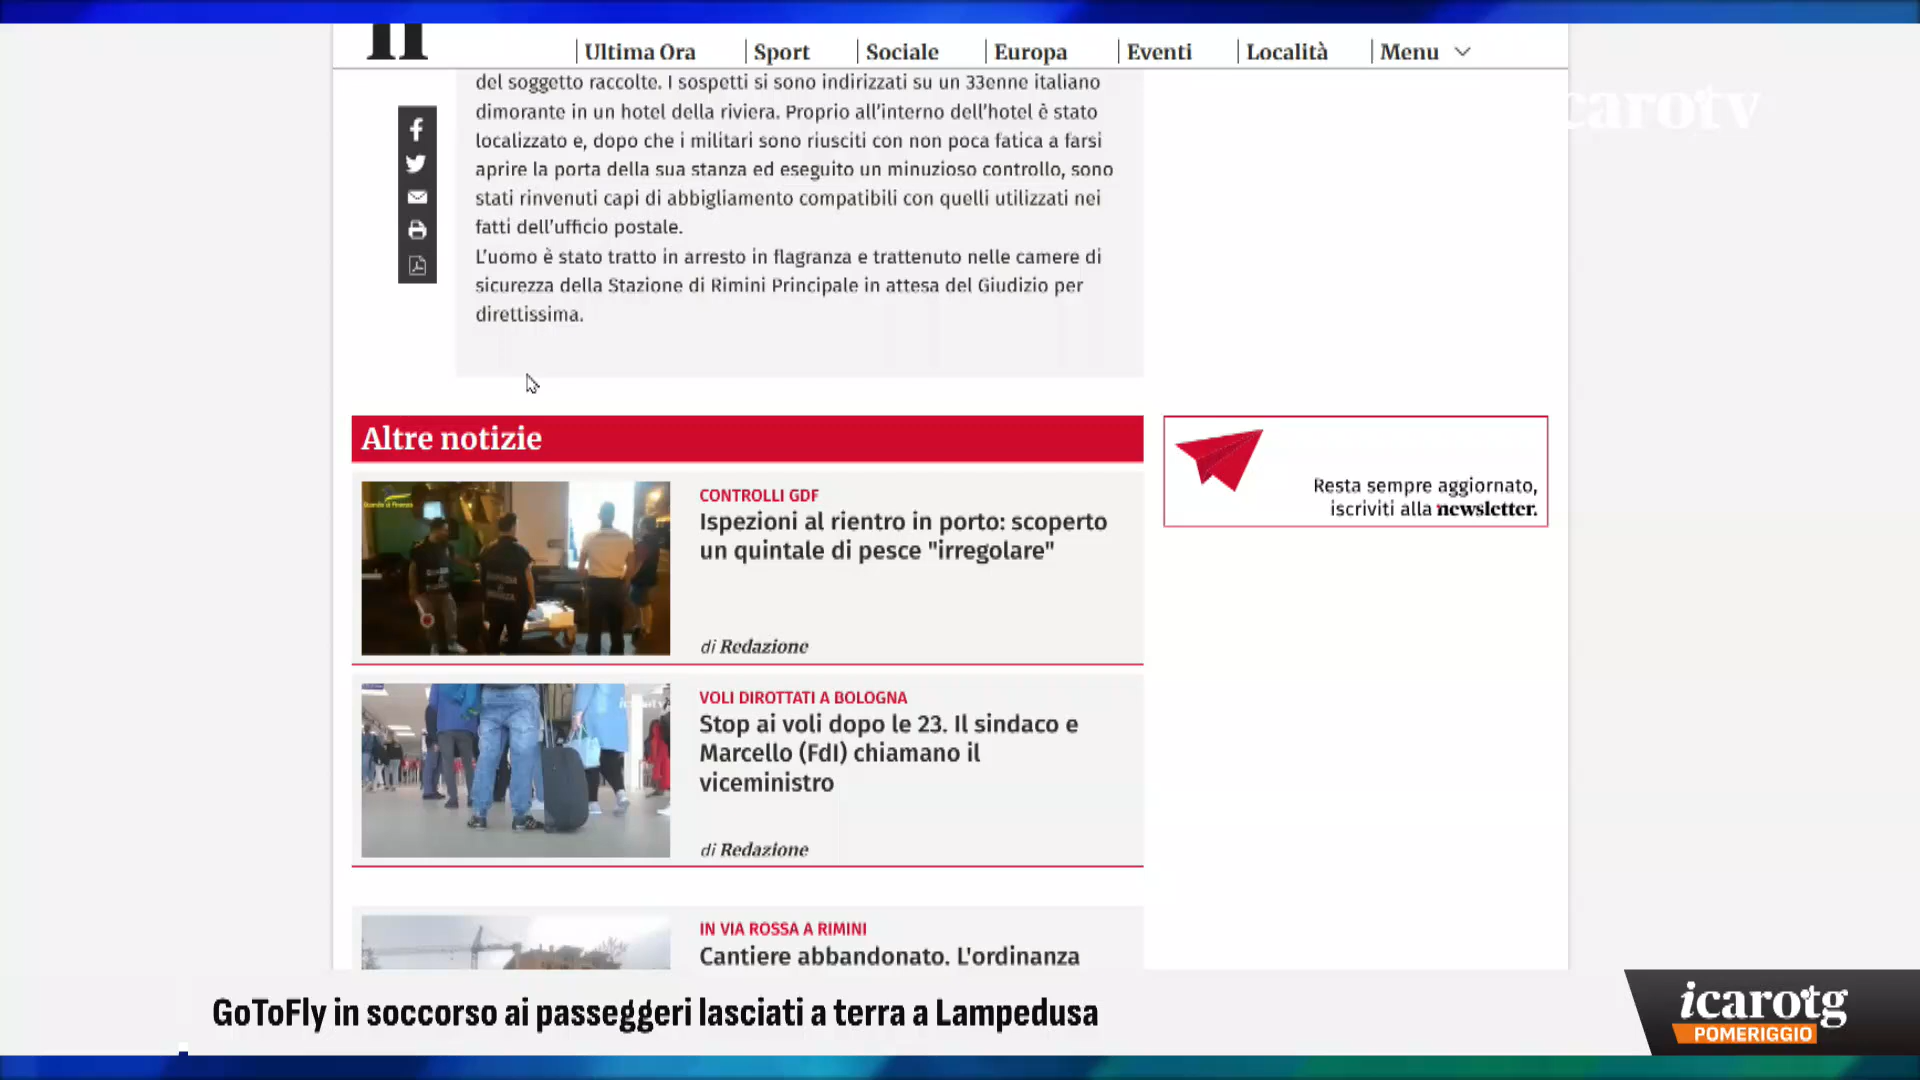 Ultima Ora
Sport
Sociale
Europa
Eventi
Località
Menu
icarotv
del soggetto raccolte. I sospetti si sono indirizzati su un 33enne italiano
dimorante in un hotel della riviera. Proprio all'interno dell'hotel è stato
localizzato e, dopo che i militari sono riusciti con non poca fatica a farsi
aprire la porta della sua stanza ed eseguito un minuzioso controllo, sono
stati rinvenuti capi di abbigliamento compatibili con quelli utilizzati nei
fatti dell'ufficio postale.
L'uomo è stato tratto in arresto in flagranza e trattenuto nelle camere di
sicurezza della Stazione di Rimini Principale in attesa del Giudizio per
direttissima.
Altre notizie
Resta sempre aggiornato,
iscriviti alla newsletter.
Guardia di Finanza
CONTROLLI GDF
Ispezioni al rientro in porto: scoperto
un quintale di pesce "irregolare"
di Redazione
icarotv
VOLI DIROTTATI A BOLOGNA
Stop ai voli dopo le 23. Il sindaco e
Marcello (FdI) chiamano il
viceministro
di Redazione
IN VIA ROSSA A RIMINI
Cantiere abbandonato. L'ordinanza
GoToFly in soccorso ai passeggeri lasciati a terra a Lampedusa
icarotg
POMERIGGIO